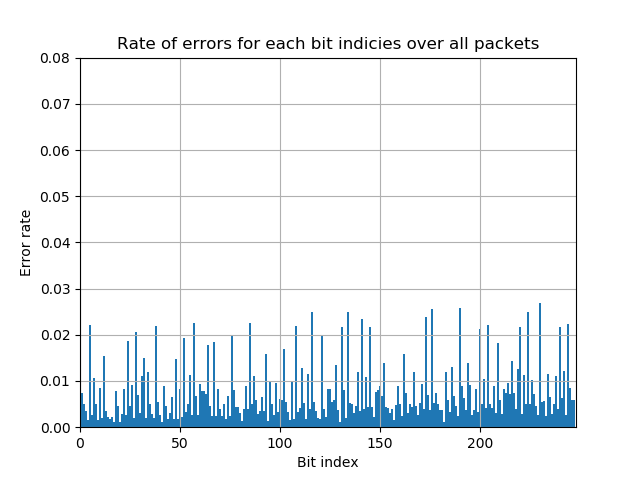 Rate of errors for each bit indicies over all packets
0.08
0.07
0.06
0.05
0.04
0.03
0.02
0.01
0.00
Error rate
0 50 100 150 200
Bit index